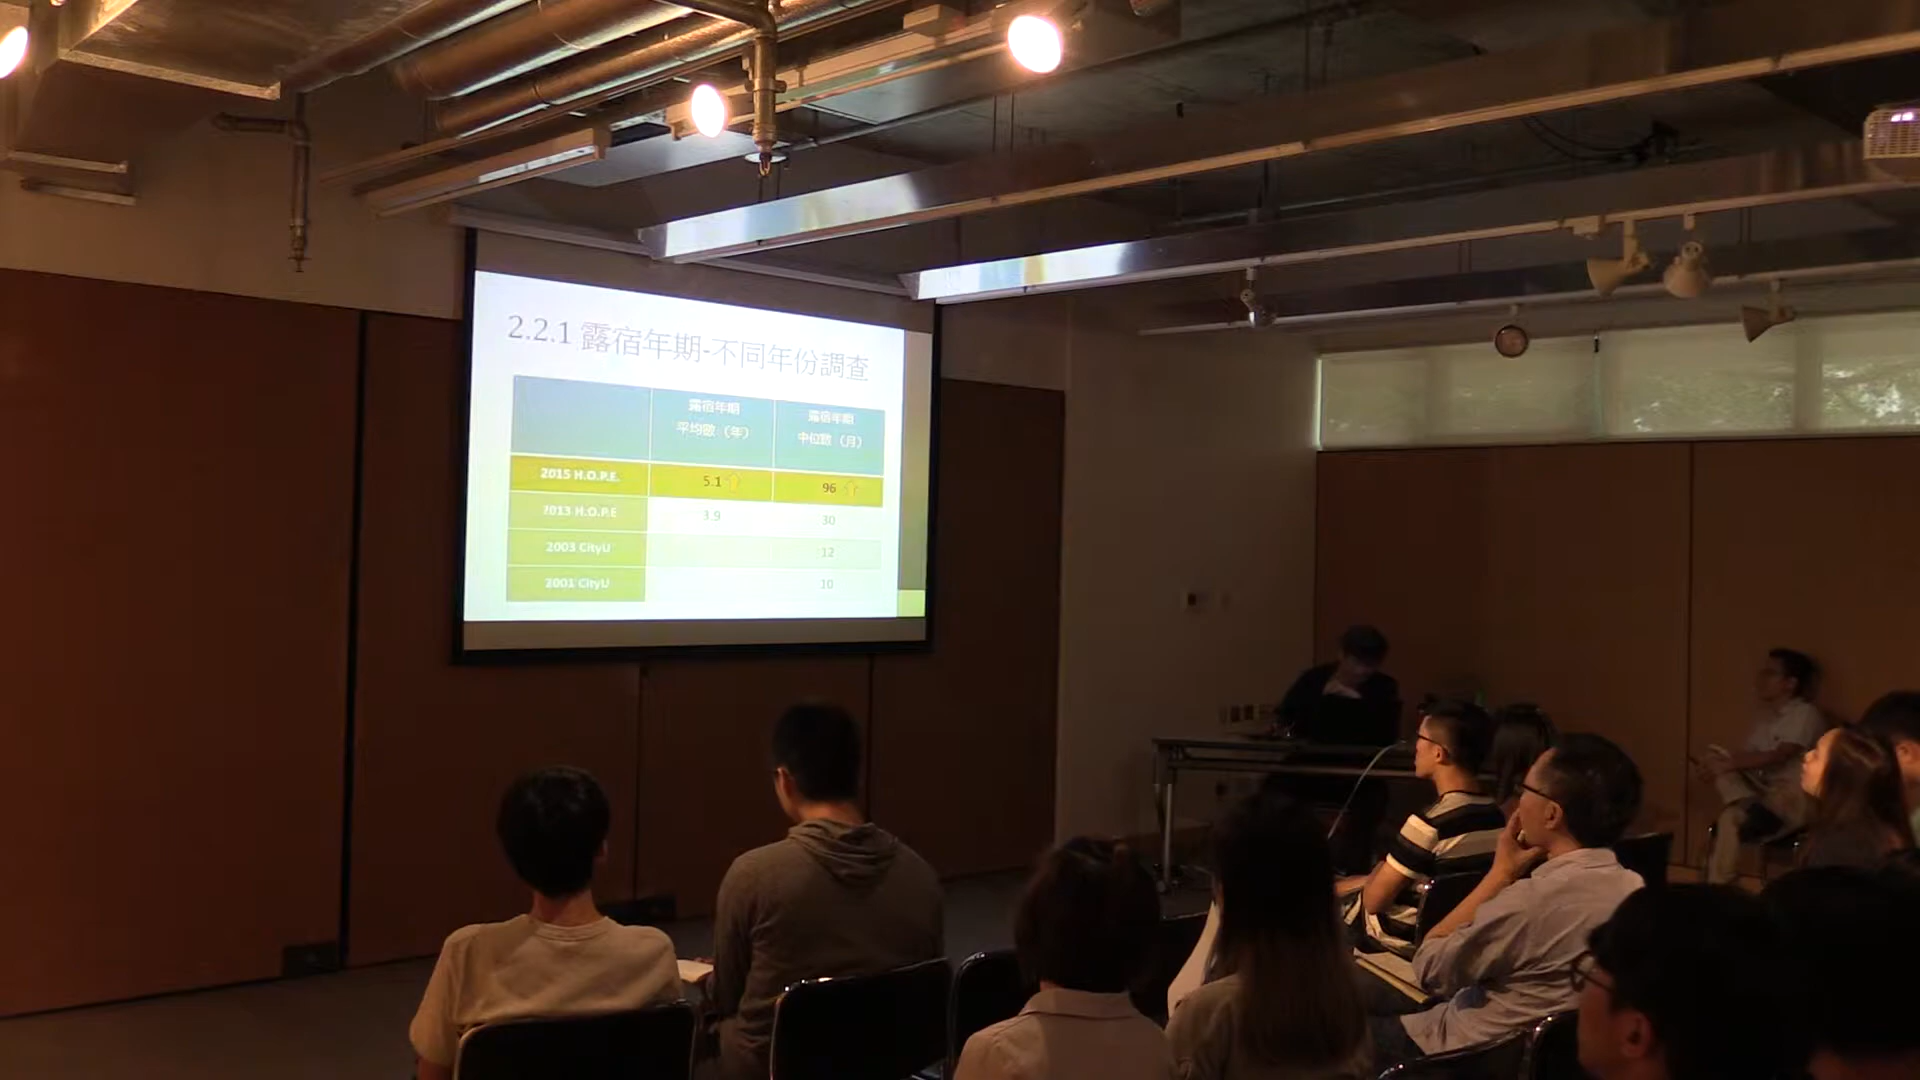 2.2.1 露宿年期-不同年份調查
露宿年期
平均數（年）
露宿年期
中位數（月）
2015 H.O.P.E.
5.1
96
2013 H.O.P.E
3.9
30
2003 CityU
12
2001 CityU
10